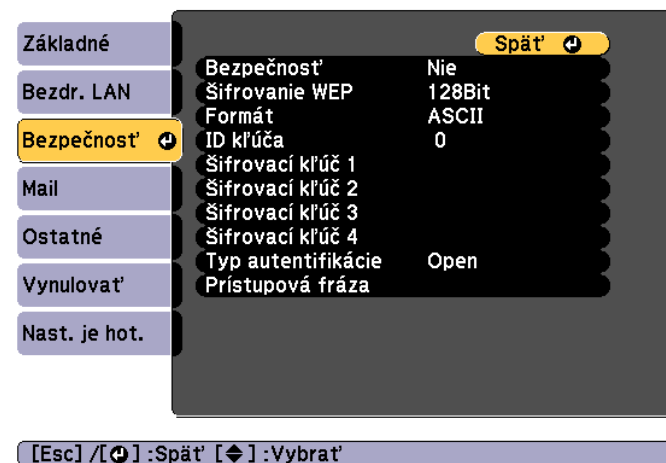 Základné
Bezdr. LAN
Bezpečnosť
Mail
Ostatné
Vynulovať
Nast. je hot.
Späť
Bezpečnosť Nie
Šifrovanie WEP 128Bit
Formát ASCII
ID kľúča 0
Šifrovací kľúč 1
Šifrovací kľúč 2
Šifrovací kľúč 3
Šifrovací kľúč 4
Typ autentifikácie Open
Prístupová fráza
[Esc] /[⏎] :Späť [◆] :Vybrať